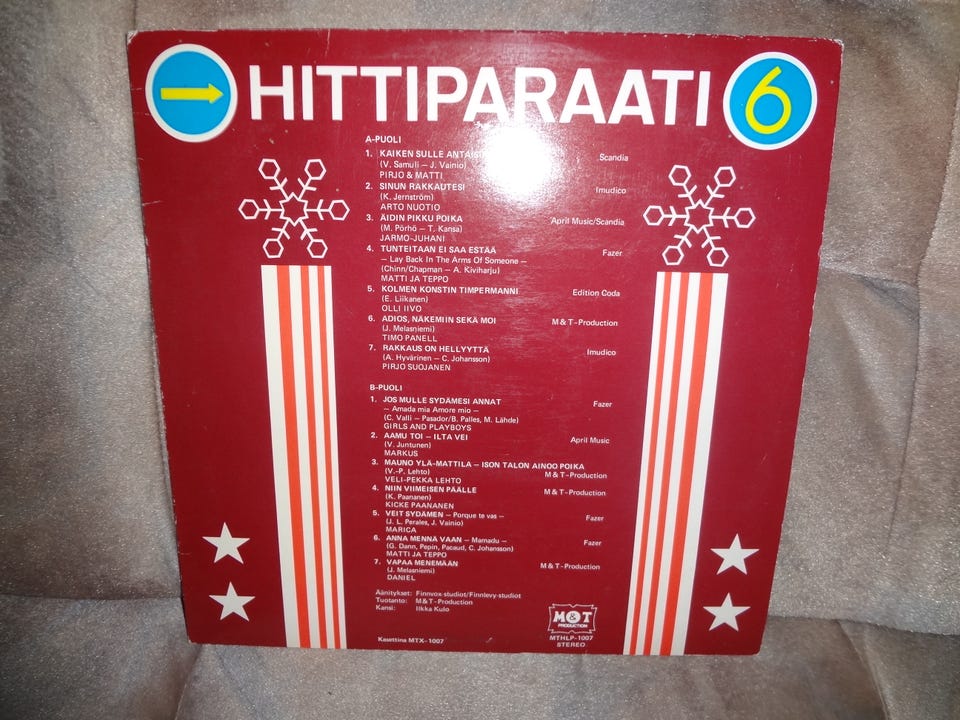 HITTIPARAATI 6
A-PUOLI
1. KAIKEN SULLE Scandia
(V. Samuli – J. Vainio)
PIRJO & MATTI
2. SINUN RAKKAUTESI Imudico
(K. Jernström)
ARTO NUOTIO
3. ÄIDIN PIKKU POIKA April Music/Scandia
(M. Pörhö – T. Kansa)
JARMO-JUHANI
4. TUNTEITAAN EI SAA ESTÄÄ Fazer
– Lay Back In The Arms Of Someone –
(Chinn/Chapman – A. Kiviharju)
MATTI JA TEPPO
5. KOLMEN KONSTIN TIMPERMANNI Edition Coda
(E. Liikanen)
OLLI IIVO
6. ADIOS, NÄKEMIIN SEKÄ MOI M & T-Production
(J. Melasniemi)
TIMO PANELL
7. RAKKAUS ON HELLYYTTÄ Imudico
(A. Hyvärinen – C. Johansson)
PIRJO SUOJANEN
B-PUOLI
1. JOS MULLE SYDÄMESI ANNAT Fazer
– Amada mia Amore mio –
(C. Valli – Pasador/B. Palles, M. Lähde)
GIRLS AND PLAYBOYS
2. AAMU TOI – ILTA VEI April Music
(V. Juntunen)
MARKUS
3. MAUNO YLÄ-MATTILA – ISON TALON AINOO POIKA
(V.-P. Lehto) M & T-Production
VELI-PEKKA LEHTO
4. NIIN VIIMEISEN PÄÄLLE M & T-Production
(K. Paananen)
KICKE PAANANEN
5. VEIT SYDÄMEN – Porque te vas – Fazer
(J. L. Perales, J. Vainio)
MARICA
6. ANNA MENNÄ VAAN – Mamadu – Fazer
(G. Dann, Pepin, Pacaud, C. Johansson)
MATTI JA TEPPO
7. VAPAA MENEMÄÄN M & T-Production
(J. Melasniemi)
DANIEL
Äänitykset: Finnvox-studiot/Finnlevy-studiot
Tuotanto: M & T-Production
Kansi: Ilkka Kulo
M&T
PRODUCTION
Kasettina MTX-1007 MTHLP-1007
STEREO